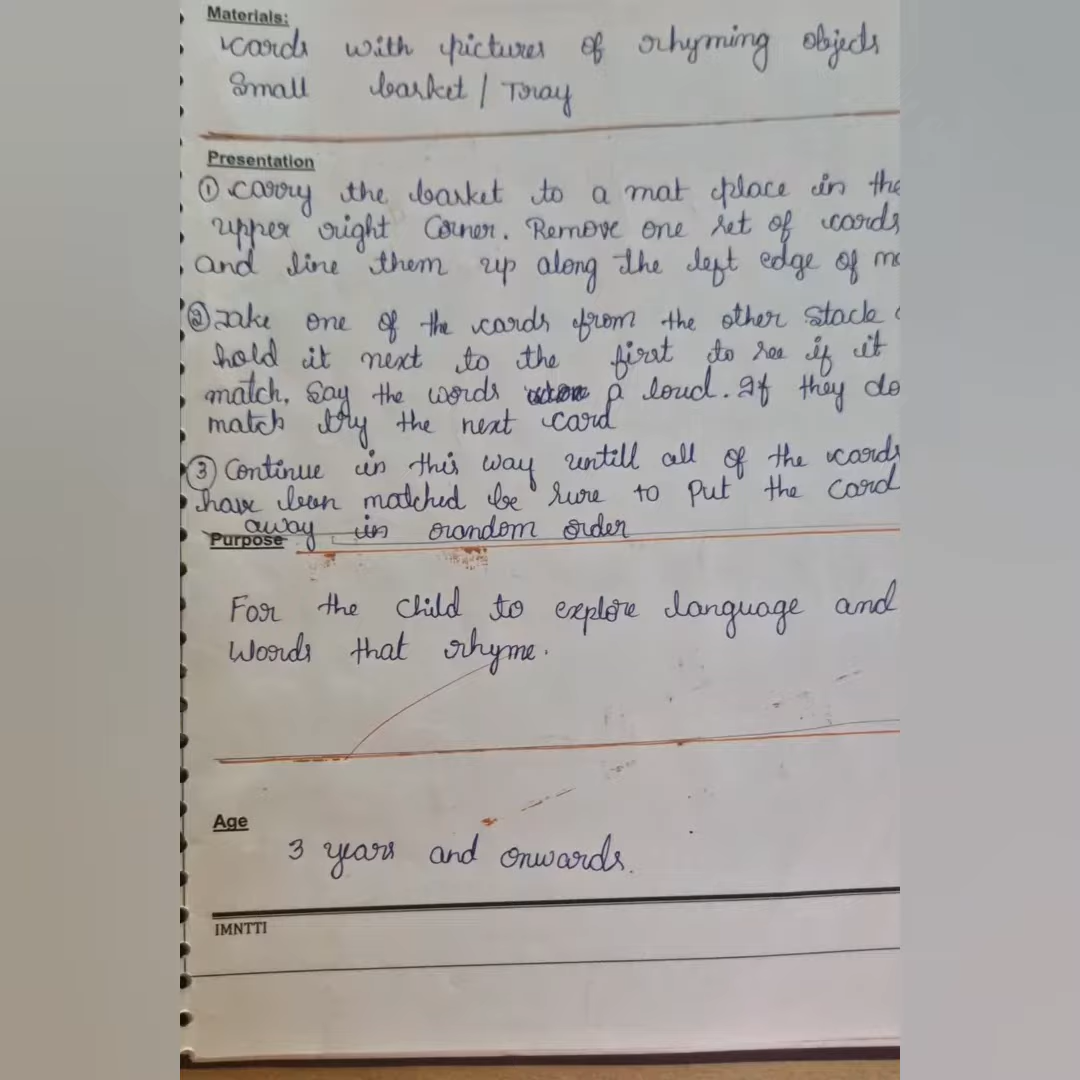 Materials:
Cards with pictures of rhyming objects
Small basket / Tray
Presentation
① Carry the basket to a mat place in the
upper right Corner. Remove one set of cards
and line them up along the left edge of
② Take one of the cards from the other stack
hold it next to the first to see if it
match. Say the words a loud. If they do
match try the next card
③ Continue in this way untill all of the cards
have been matched be sure to put the card
away in random order
Purpose
For the child to explore language and
Words that rhyme.
Age
3 years and onwards.
IMNTTI